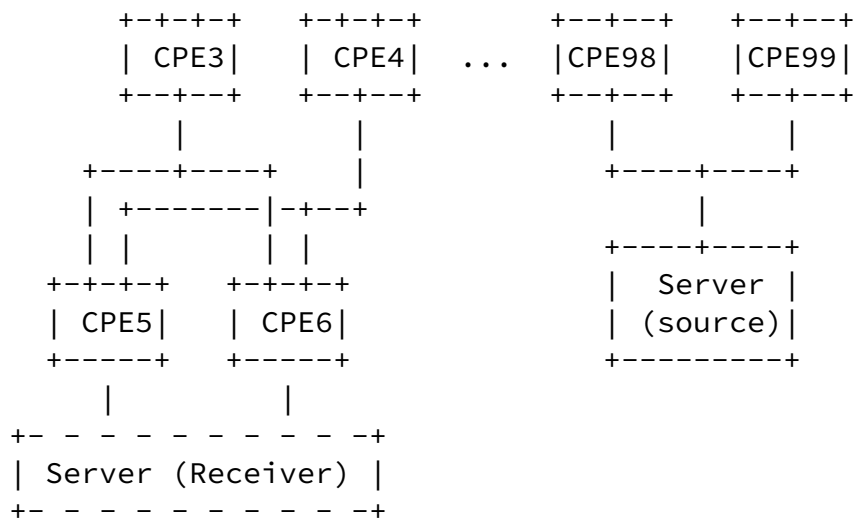 +-+-+-+   +-+-+-+       +--+--+   +--+--+
| CPE3|   | CPE4|  ...  |CPE98|   |CPE99|
+--+--+   +--+--+       +--+--+   +--+--+
|         |             |         |
+----+----+    |             +----+----+
| +-------|-+--+                  |
| |       | |                +----+----+
+-+-+-+   +-+-+-+              |  Server |
| CPE5|   | CPE6|              | (source)|
+-----+   +-----+              +---------+
|         |
+- - - - - - - - - -+
| Server (Receiver) |
+- - - - - - - - - -+